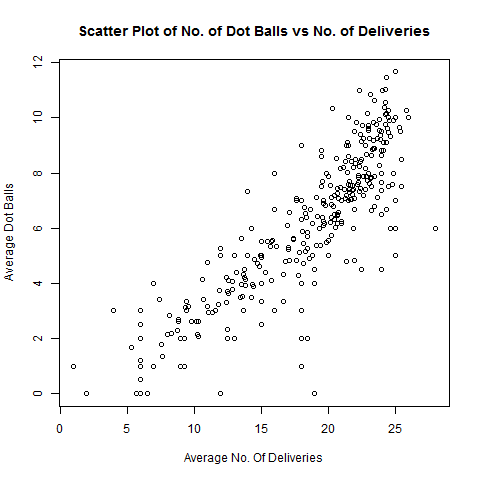 Scatter Plot of No. of Dot Balls vs No. of Deliveries
12
10
8
6
4
2
0
Average Dot Balls
0 5 10 15 20 25
Average No. Of Deliveries